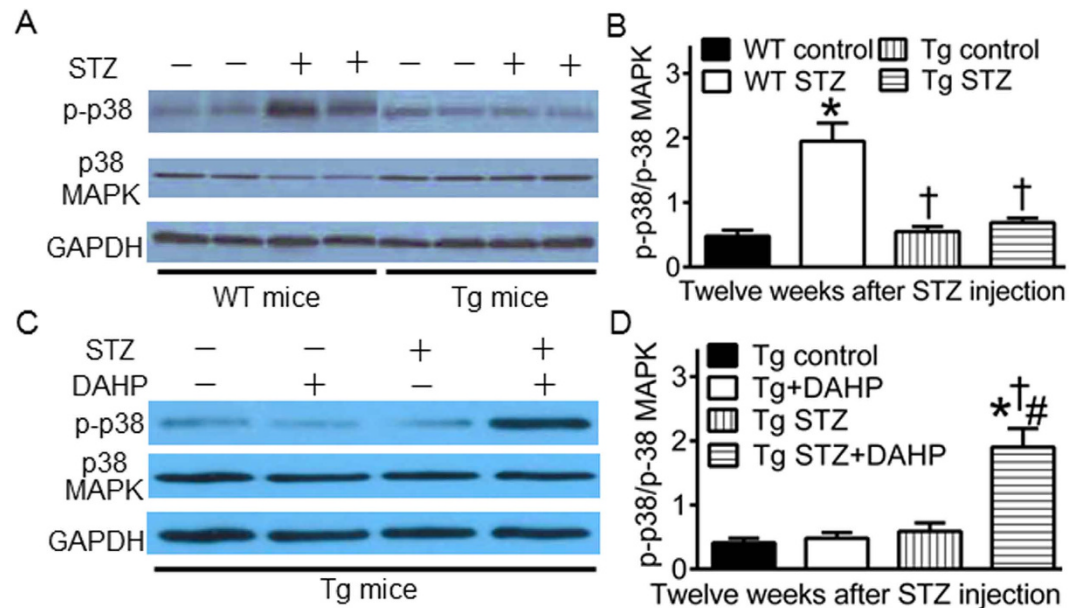 A
STZ − − + + − − + +
p-p38
p38
MAPK
GAPDH
WT mice Tg mice
B
WT control Tg control
WT STZ Tg STZ
p-p38/p-38 MAPK
3
2
1
0
*
†
†
Twelve weeks after STZ injection
C
STZ − − + +
DAHP − + − +
p-p38
p38
MAPK
GAPDH
Tg mice
D
Tg control
Tg+DAHP
Tg STZ
Tg STZ+DAHP
p-p38/p-38 MAPK
3
2
1
0
*†#
Twelve weeks after STZ injection